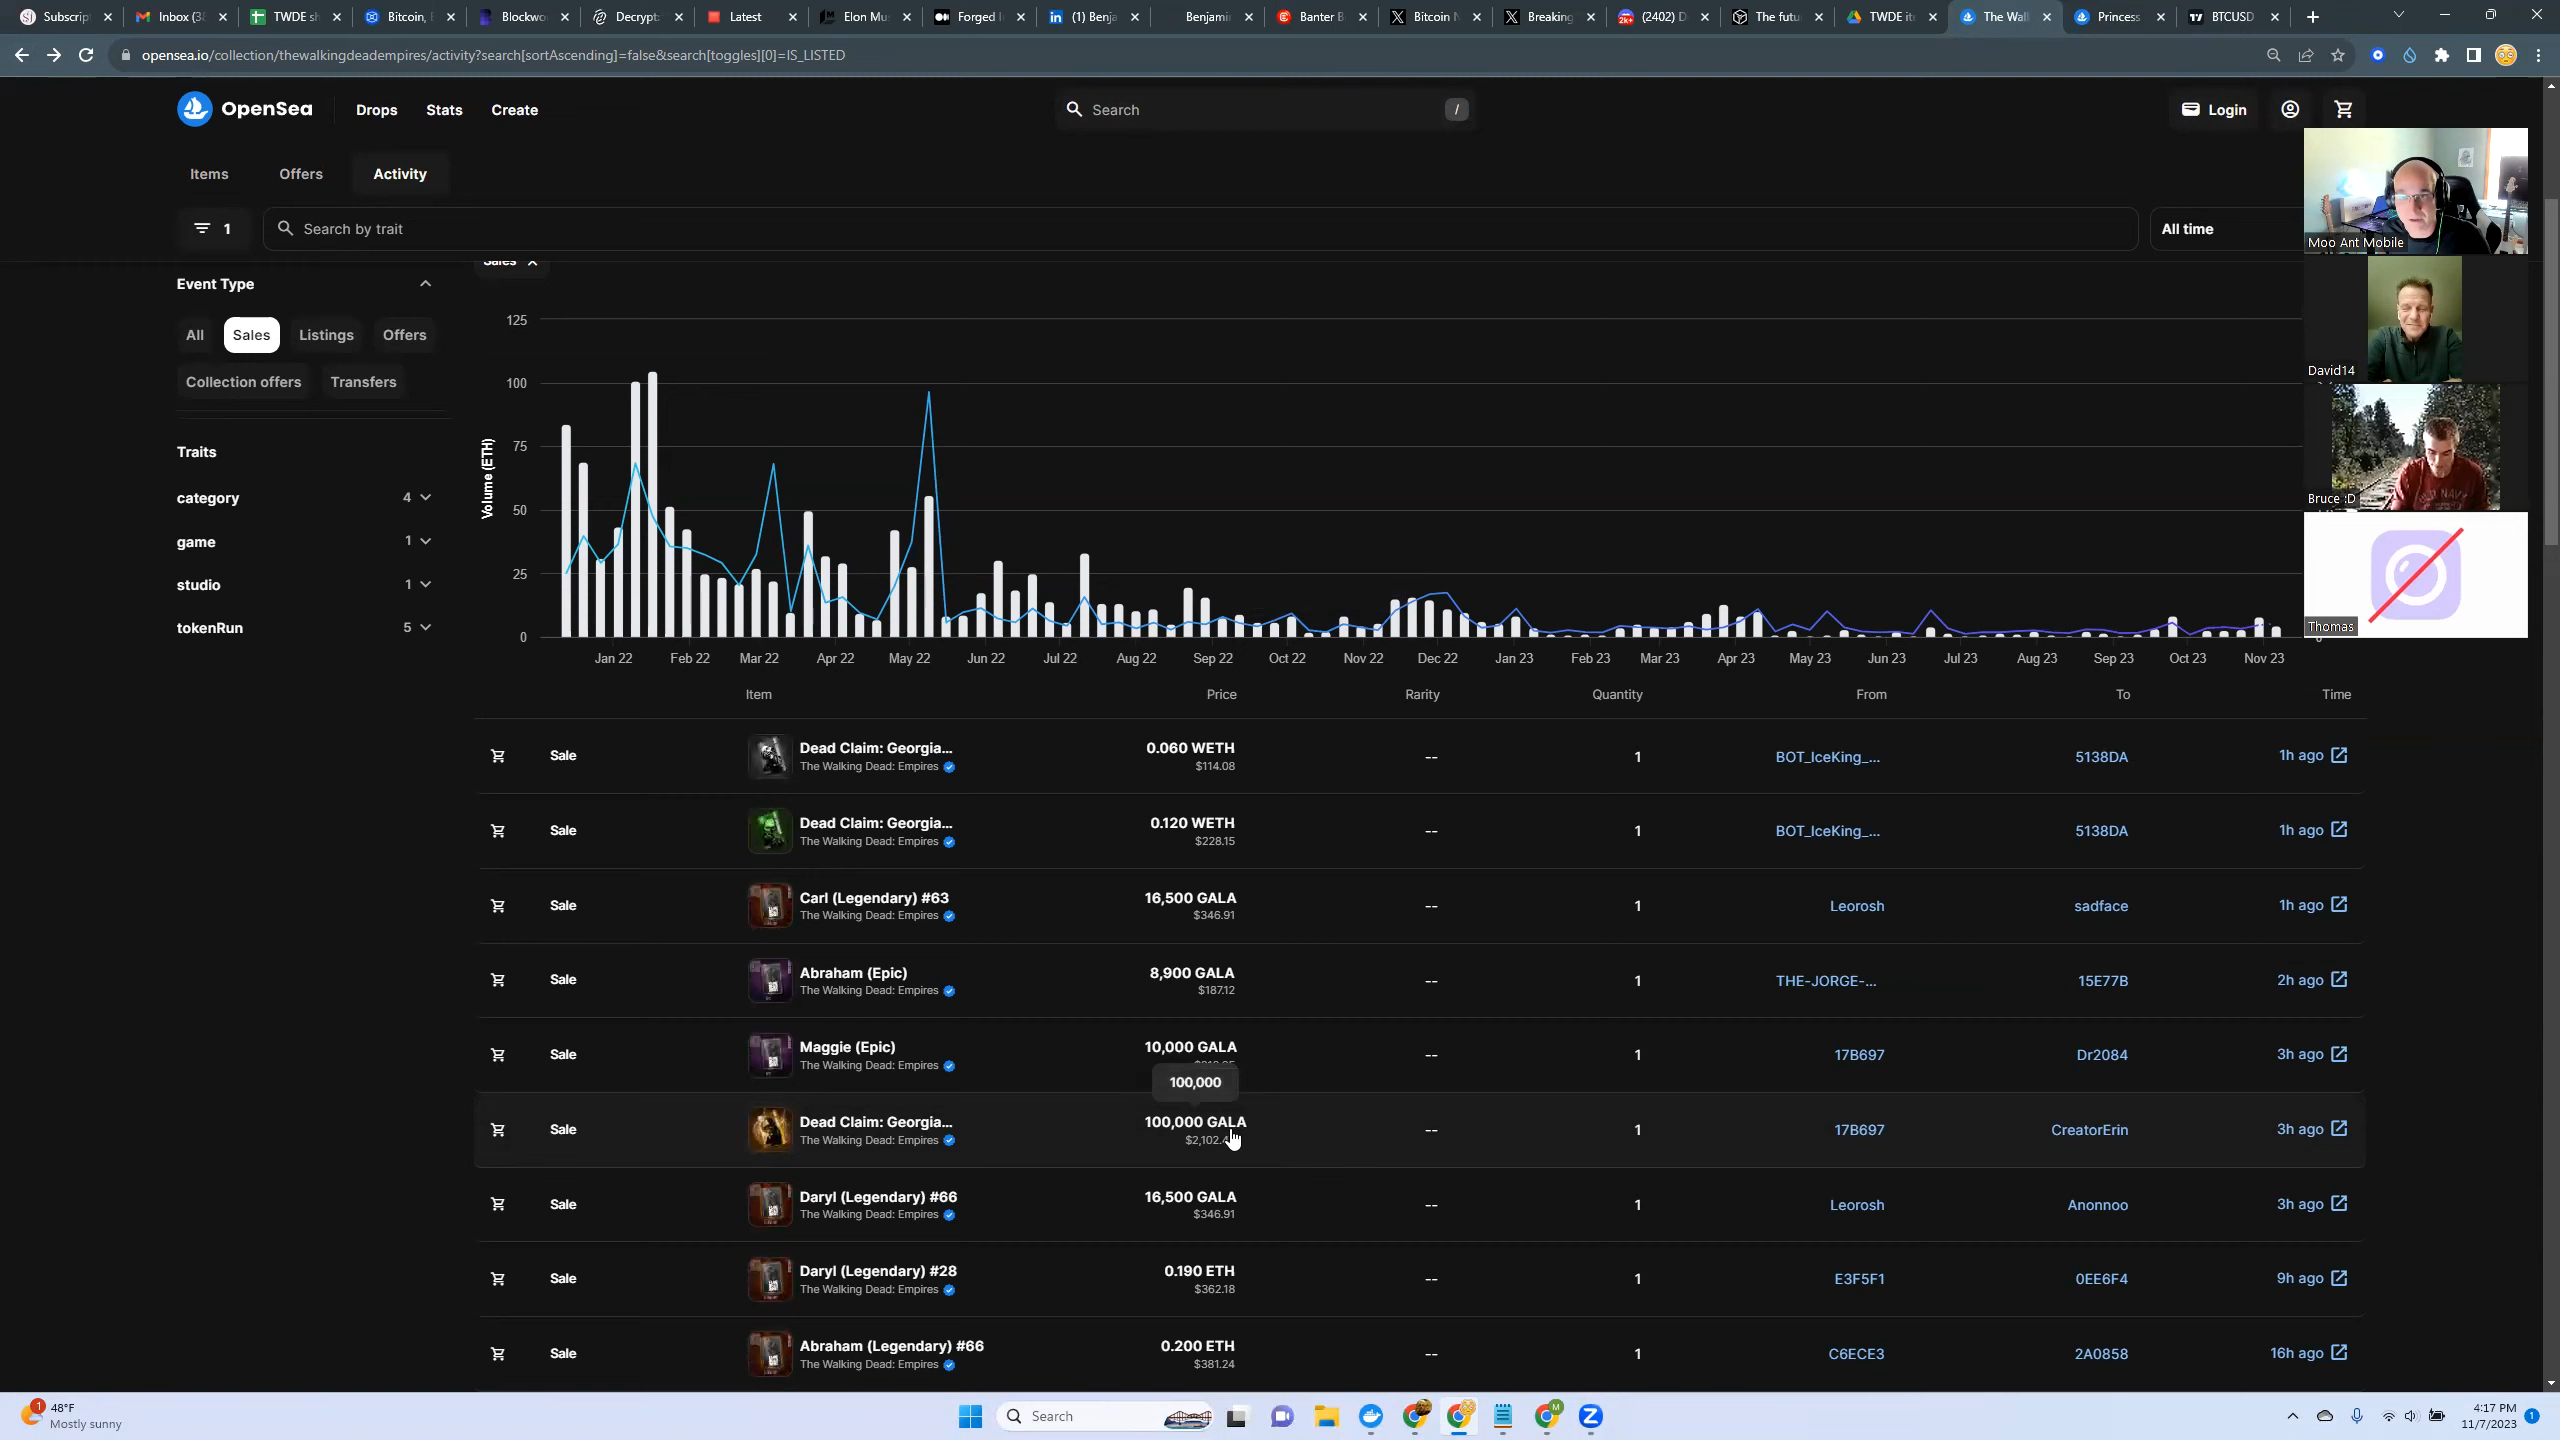 Subscrip
Inbox (3
TWDE sh
Bitcoin, E
Blockwo
Decrypt:
Latest
Elon Mu
Forged I
(1) Benja
Benjamin
Banter B
Bitcoin N
Breaking
(2402) D
The futu
TWDE it
The Wal
Princess
BTCUSD
opensea.io/collection/thewalkingdeadempires/activity?search[sortAscending]=false&search[toggles][0]=IS_LISTED
OpenSea
Drops
Stats
Create
Search
/
Login
Items
Offers
Activity
1
Search by trait
All time
Moo Ant Mobile
David14
Bruce :D
Thomas
Event Type
All
Sales
Listings
Offers
Collection offers
Transfers
Traits
category 4
game 1
studio 1
tokenRun 5
Sales
Volume (ETH)
125
100
75
50
25
0
Jan 22 Feb 22 Mar 22 Apr 22 May 22 Jun 22 Jul 22 Aug 22 Sep 22 Oct 22 Nov 22 Dec 22 Jan 23 Feb 23 Mar 23 Apr 23 May 23 Jun 23 Jul 23 Aug 23 Sep 23 Oct 23 Nov 23
Item Price Rarity Quantity From To Time
Sale Dead Claim: Georgia... 0.060 WETH -- 1 BOT_IceKing_... 5138DA 1h ago
The Walking Dead: Empires $114.08
Sale Dead Claim: Georgia... 0.120 WETH -- 1 BOT_IceKing_... 5138DA 1h ago
The Walking Dead: Empires $228.15
Sale Carl (Legendary) #63 16,500 GALA -- 1 Leorosh sadface 1h ago
The Walking Dead: Empires $346.91
Sale Abraham (Epic) 8,900 GALA -- 1 THE-JORGE-... 15E77B 2h ago
The Walking Dead: Empires $187.12
Sale Maggie (Epic) 10,000 GALA -- 1 17B697 Dr2084 3h ago
The Walking Dead: Empires
100,000
Sale Dead Claim: Georgia... 100,000 GALA -- 1 17B697 CreatorErin 3h ago
The Walking Dead: Empires $2,102.
Sale Daryl (Legendary) #66 16,500 GALA -- 1 Leorosh Anonnoo 3h ago
The Walking Dead: Empires $346.91
Sale Daryl (Legendary) #28 0.190 ETH -- 1 E3F5F1 0EE6F4 9h ago
The Walking Dead: Empires $362.18
Sale Abraham (Legendary) #66 0.200 ETH -- 1 C6ECE3 2A0858 16h ago
The Walking Dead: Empires $381.24
1
48°F
Mostly sunny
Search
4:17 PM
11/7/2023
1